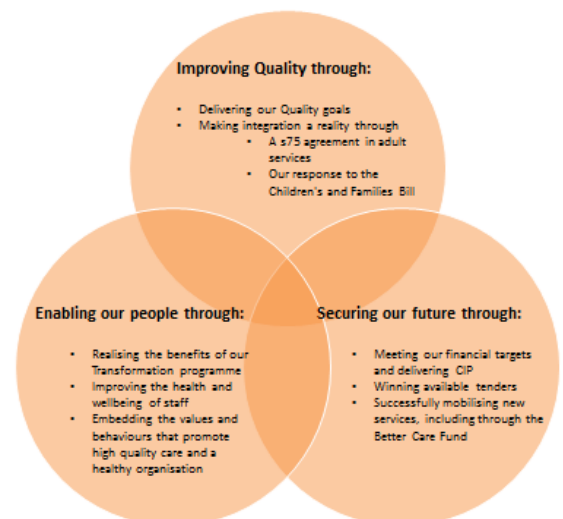 Improving Quality through:
• Delivering our Quality goals
• Making integration a reality through
• A s75 agreement in adult
services
• Our response to the
Children's and Families Bill
Enabling our people through:
• Realising the benefits of our
Transformation programme
• Improving the health and
wellbeing of staff
• Embedding the values and
behaviours that promote
high quality care and a
healthy organisation
Securing our future through:
• Meeting our financial targets
and delivering CIP
• Winning available tenders
• Successfully mobilising new
services, including through the
Better Care Fund